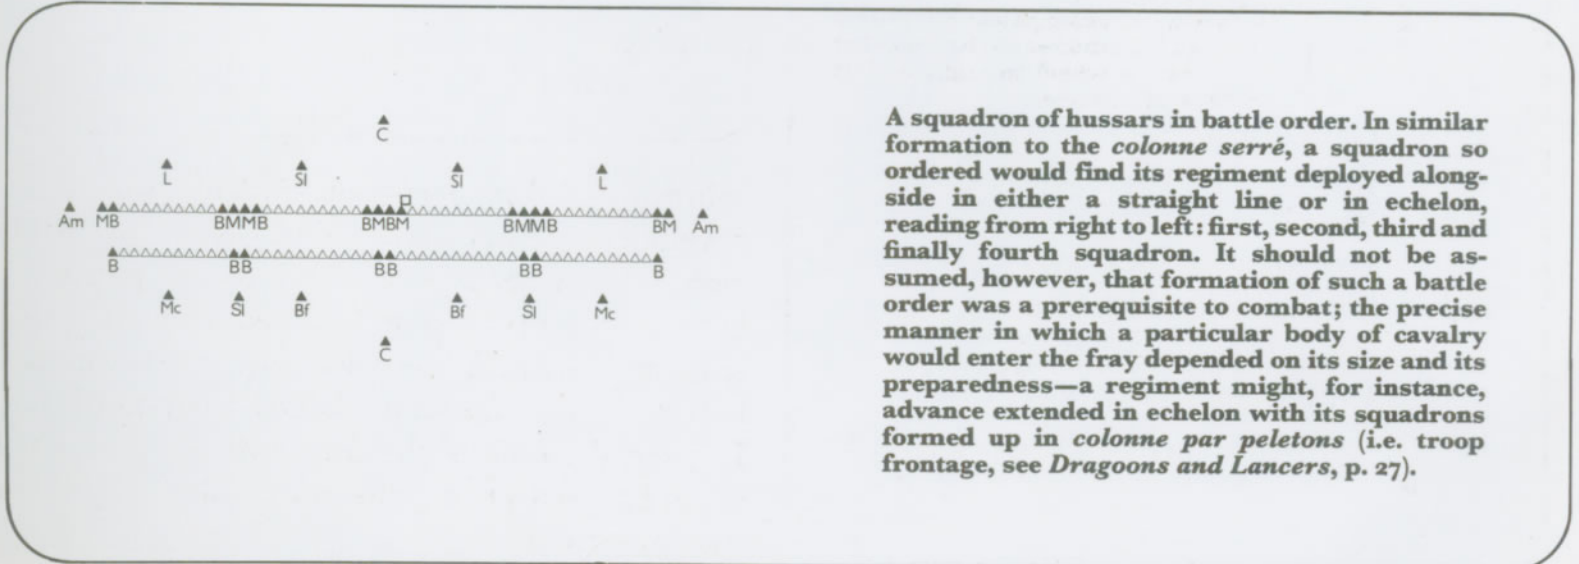 C
L Sl Sl L
Am MB BMMB BMBM BMMB BM Am
B BB BB BB B
Mc Sl Bf Bf Sl Mc
C
A squadron of hussars in battle order. In similar
formation to the colonne serré, a squadron so
ordered would find its regiment deployed along-
side in either a straight line or in echelon,
reading from right to left: first, second, third and
finally fourth squadron. It should not be as-
sumed, however, that formation of such a battle
order was a prerequisite to combat; the precise
manner in which a particular body of cavalry
would enter the fray depended on its size and its
preparedness—a regiment might, for instance,
advance extended in echelon with its squadrons
formed up in colonne par peletons (i.e. troop
frontage, see Dragoons and Lancers, p. 27).